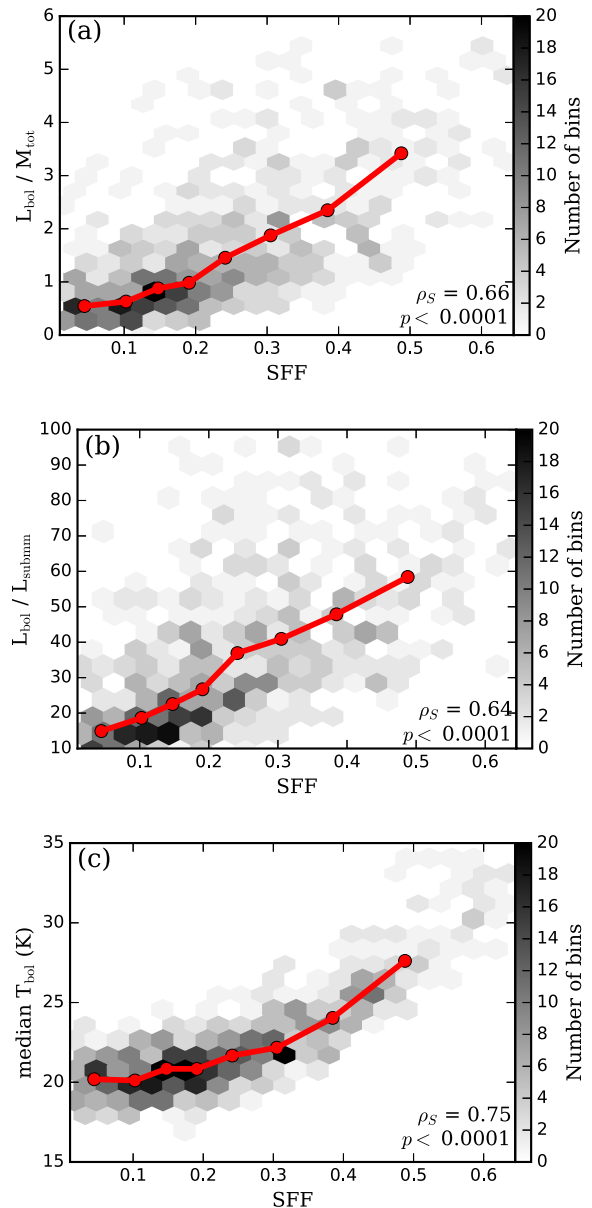 (a)
6
5
4
3
2
1
0
L_bol / M_tot
0.1 0.2 0.3 0.4 0.5 0.6
SFF
ρ_S = 0.66
p < 0.0001
20
18
16
14
12
10
8
6
4
2
0
Number of bins
(b)
100
90
80
70
60
50
40
30
20
10
L_bol / L_submm
0.1 0.2 0.3 0.4 0.5 0.6
SFF
ρ_S = 0.64
p < 0.0001
20
18
16
14
12
10
8
6
4
2
0
Number of bins
(c)
35
30
25
20
15
median T_bol (K)
0.1 0.2 0.3 0.4 0.5 0.6
SFF
ρ_S = 0.75
p < 0.0001
20
18
16
14
12
10
8
6
4
2
0
Number of bins